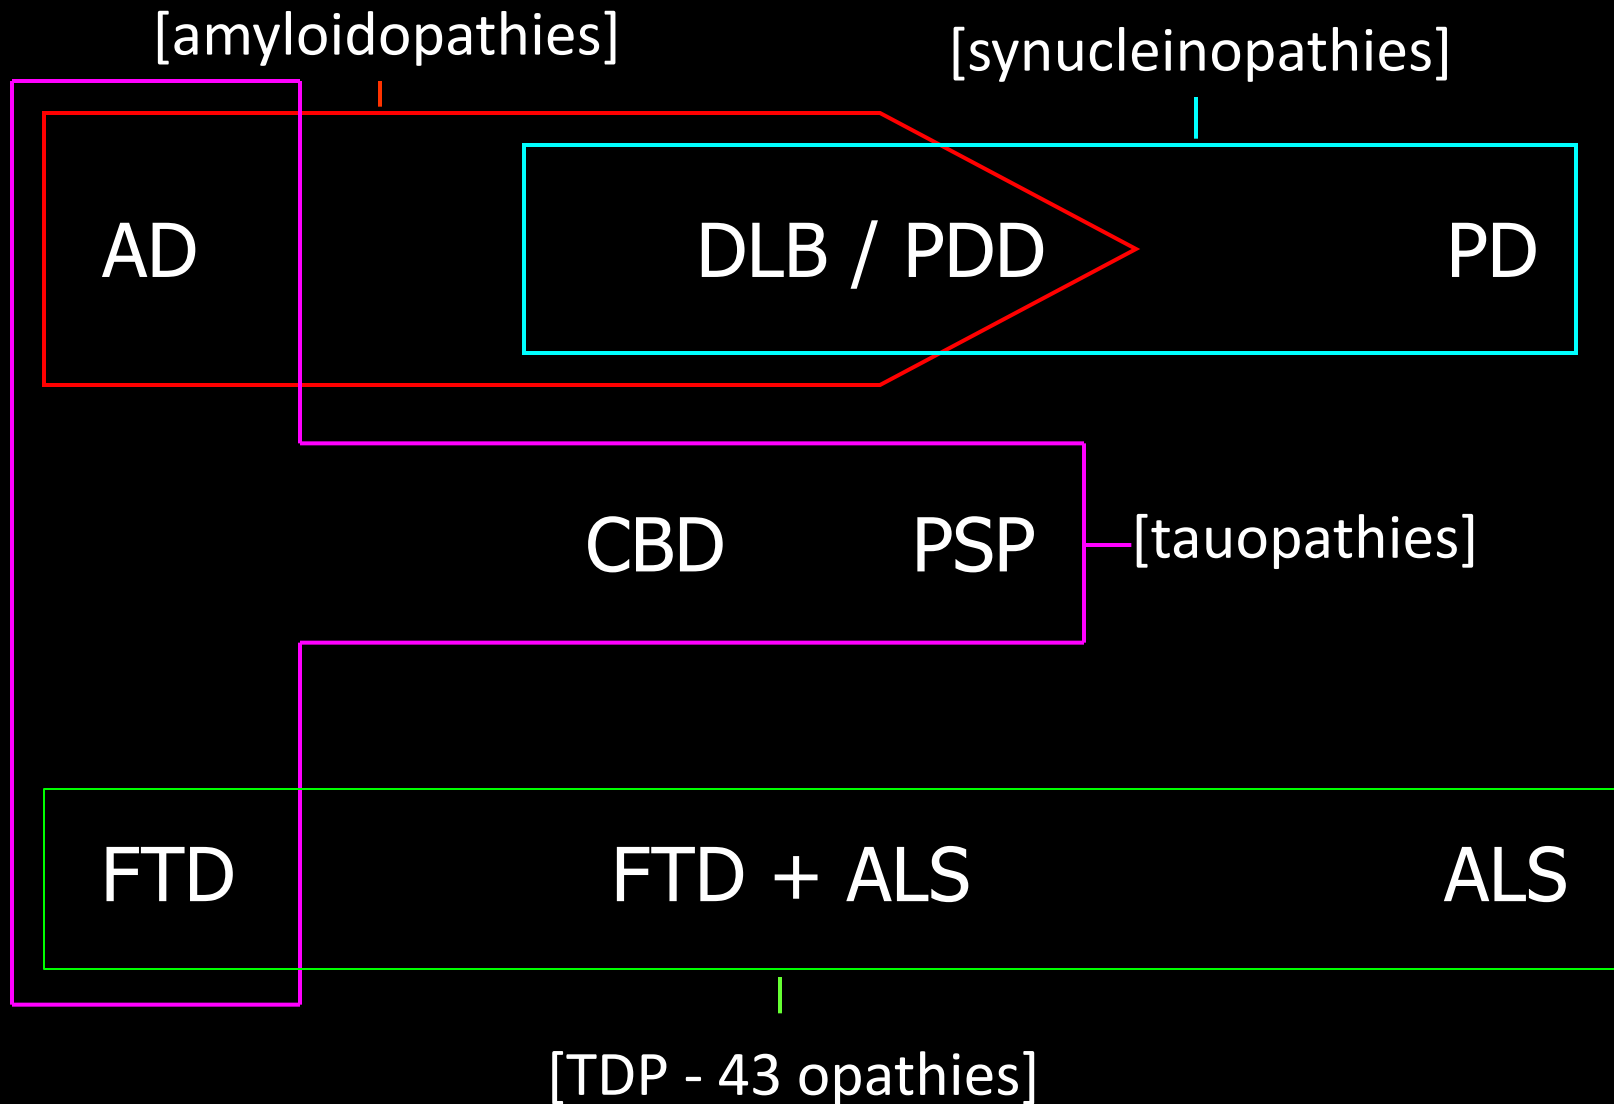 [amyloidopathies]
[synucleinopathies]
AD DLB / PDD PD
CBD PSP [tauopathies]
FTD FTD + ALS ALS
[TDP - 43 opathies]